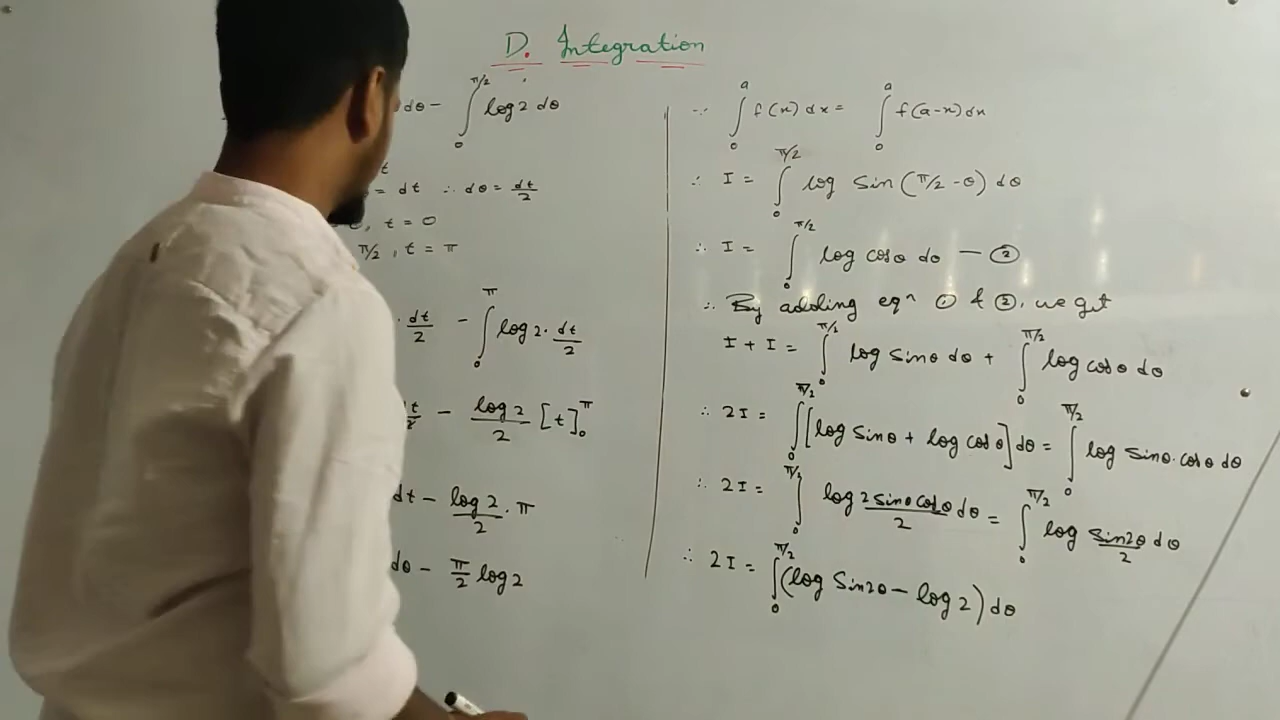 D. Integration
dθ - ∫₀^{π/2} log 2 dθ
t
= dt ∴ dθ = dt/2
, t = 0
π/2, t = π
· dt/2 - ∫₀^π log 2 · dt/2
- log 2/2 [t]₀^π
dt - log 2/2 · π
dθ - π/2 log 2
∵ ∫₀^a f(x) dx = ∫₀^a f(a-x) dx
∴ I = ∫₀^{π/2} log sin (π/2 - θ) dθ
∴ I = ∫₀^{π/2} log cosθ dθ — ②
∴ By adding eqⁿ ① & ②, we get
I + I = ∫₀^{π/2} log sinθ dθ + ∫₀^{π/2} log cosθ dθ
∴ 2I = ∫₀^{π/2} [log sinθ + log cosθ] dθ = ∫₀^{π/2} log sinθ·cosθ dθ
∴ 2I = ∫₀^{π/2} log 2 sinθ cosθ/2 dθ = ∫₀^{π/2} log sin2θ/2 dθ
∴ 2I = ∫₀^{π/2} (log sin2θ - log 2) dθ